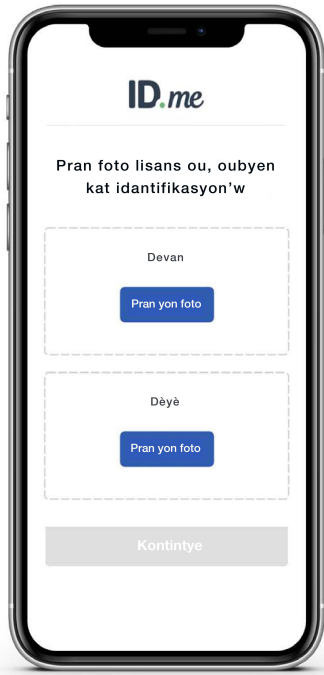 ID.me
Pran foto lisans ou, oubyen
kat idantifikasyon’w
Devan
Pran yon foto
Dèyè
Pran yon foto
Kontintye